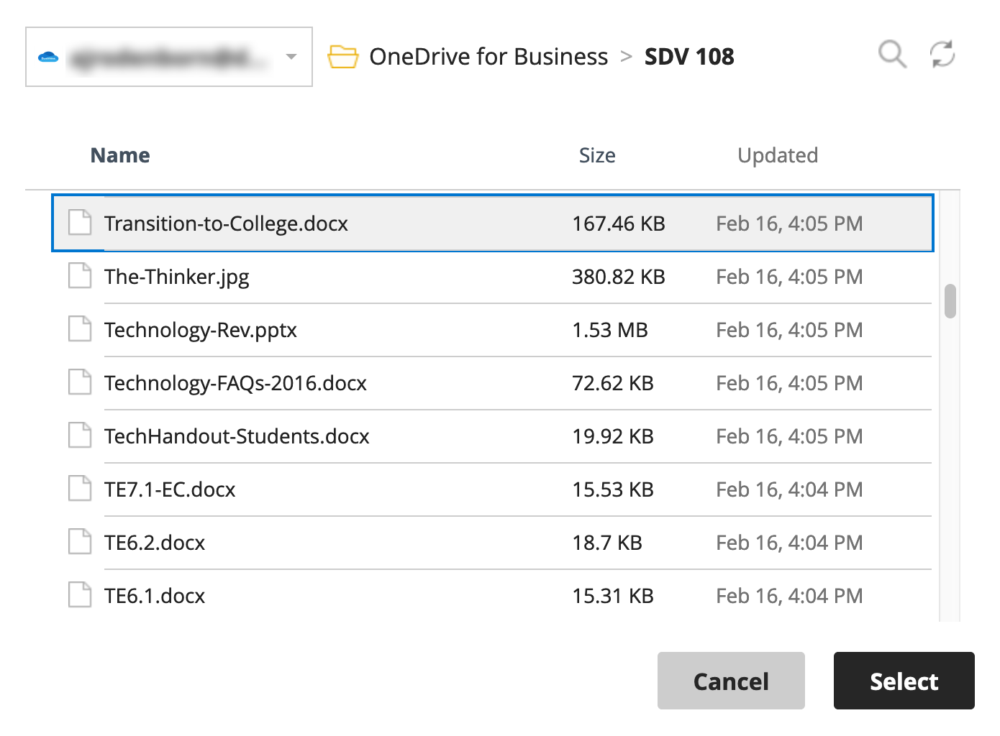 OneDrive for Business > SDV 108
Name Size Updated
Transition-to-College.docx 167.46 KB Feb 16, 4:05 PM
The-Thinker.jpg 380.82 KB Feb 16, 4:05 PM
Technology-Rev.pptx 1.53 MB Feb 16, 4:05 PM
Technology-FAQs-2016.docx 72.62 KB Feb 16, 4:05 PM
TechHandout-Students.docx 19.92 KB Feb 16, 4:05 PM
TE7.1-EC.docx 15.53 KB Feb 16, 4:04 PM
TE6.2.docx 18.7 KB Feb 16, 4:04 PM
TE6.1.docx 15.31 KB Feb 16, 4:04 PM
Cancel Select